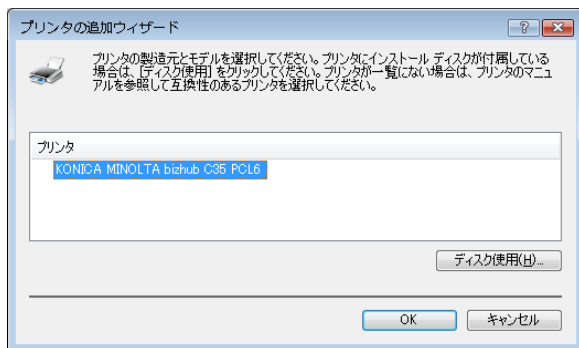 プリンタの追加ウィザード
プリンタの製造元とモデルを選択してください。プリンタにインストール ディスクが付属している
場合は、[ディスク使用] をクリックしてください。プリンタが一覧にない場合は、プリンタのマニュ
アルを参照して互換性のあるプリンタを選択してください。
プリンタ
KONICA MINOLTA bizhub C35 PCL6
ディスク使用(H)...
OK
キャンセル